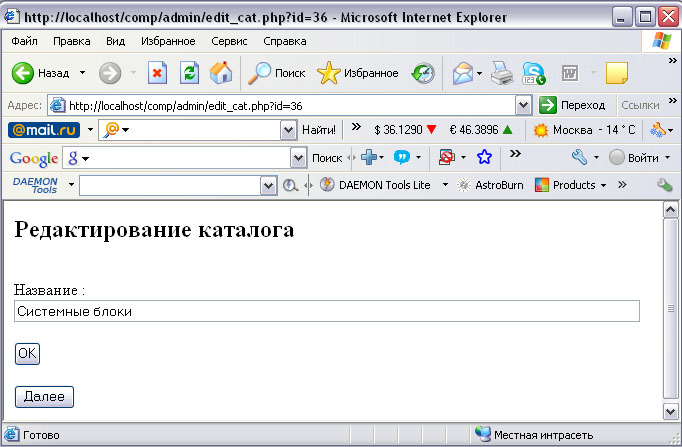 http://localhost/comp/admin/edit_cat.php?id=36 - Microsoft Internet Explorer
Файл Правка Вид Избранное Сервис Справка
Назад Поиск Избранное W
Адрес: http://localhost/comp/admin/edit_cat.php?id=36 Переход Ссылки »
@mail.ru @ Найти! » $ 36.1290 € 46.3896 Москва - 14 ° C
Google g Поиск » Войти
DAEMON Tools DAEMON Tools Lite AstroBurn Products »
Редактирование каталога
Название :
Системные блоки
OK
Далее
Готово Местная интрасеть